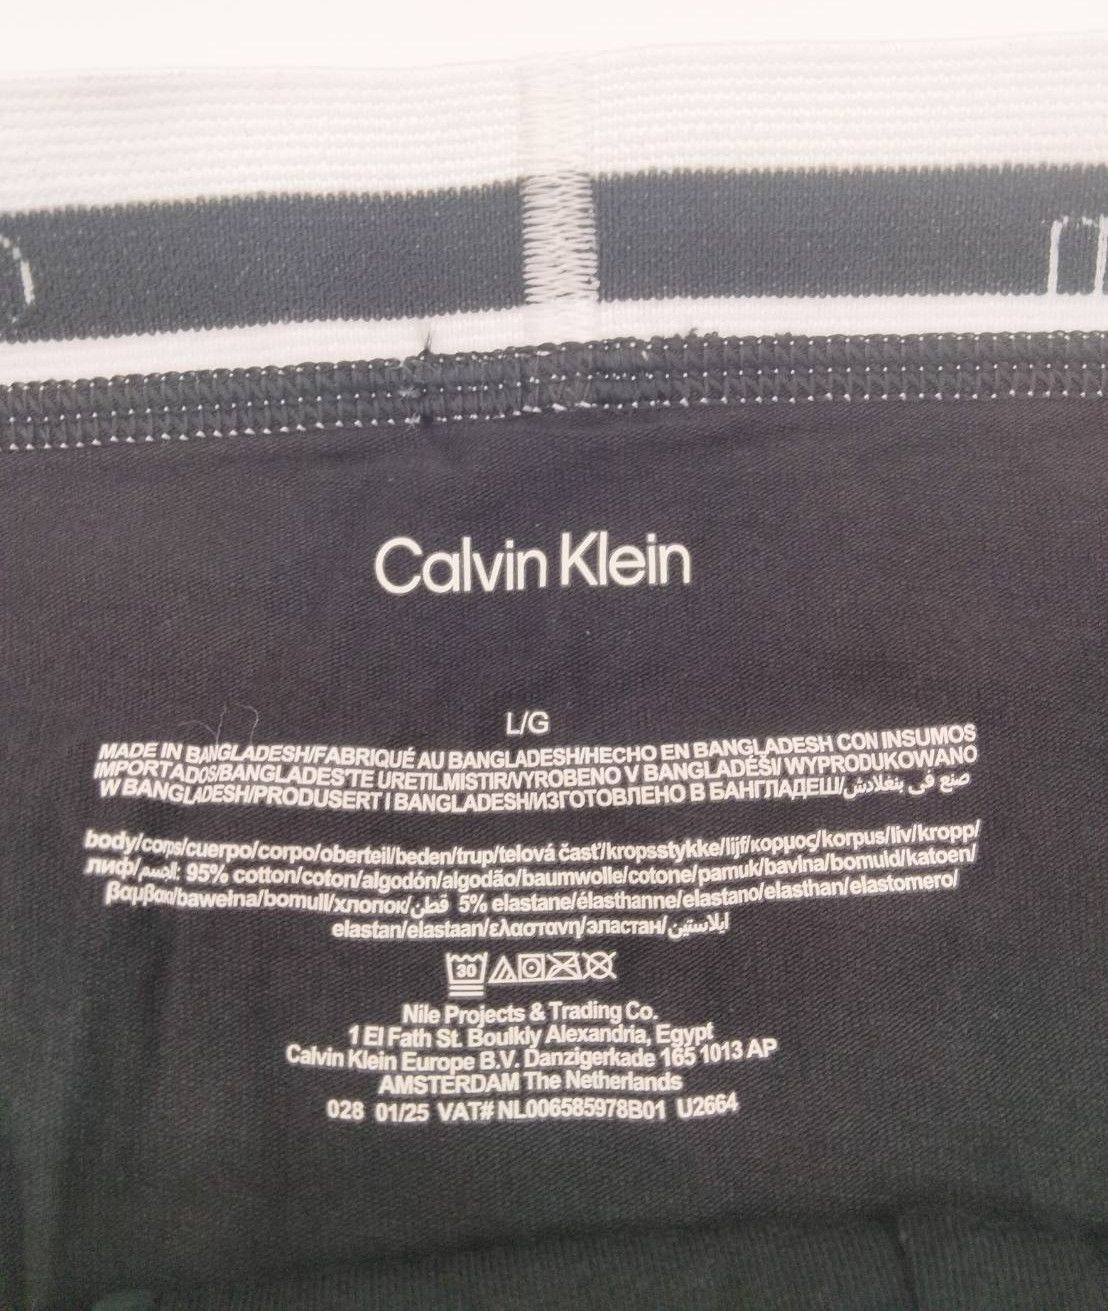 Calvin Klein
L/G
MADE IN BANGLADESH/FABRIQUÉ AU BANGLADESH/HECHO EN BANGLADESH CON INSUMOS
IMPORTADOS/BANGLADEŞ'TE URETILMISTIR/VYROBENO V BANGLADÉŠI/ WYPRODUKOWANO
W BANGLADESH/PRODUSERT I BANGLADESH/ИЗГОТОВЛЕНО В БАНГЛАДЕШ/صنع في بنغلادش
body/corps/cuerpo/corpo/oberteil/beden/trup/telová časť/kropsstykke/lijf/κορμος/korpus/liv/kropp/
лиф/الجسم: 95% cotton/coton/algodón/algodão/baumwolle/cotone/pamuk/bavlna/bomuld/katoen/
βαμβακι/bawełna/bomull/хлопок/قطن 5% elastane/élasthanne/elastano/elasthan/elastomero/
elastan/elastaan/ελαστανη/эластан/ايلاستين
30
Nile Projects & Trading Co.
1 El Fath St. Boulkly Alexandria, Egypt
Calvin Klein Europe B.V. Danzigerkade 165 1013 AP
AMSTERDAM The Netherlands
028 01/25 VAT# NL006585978B01 U2664